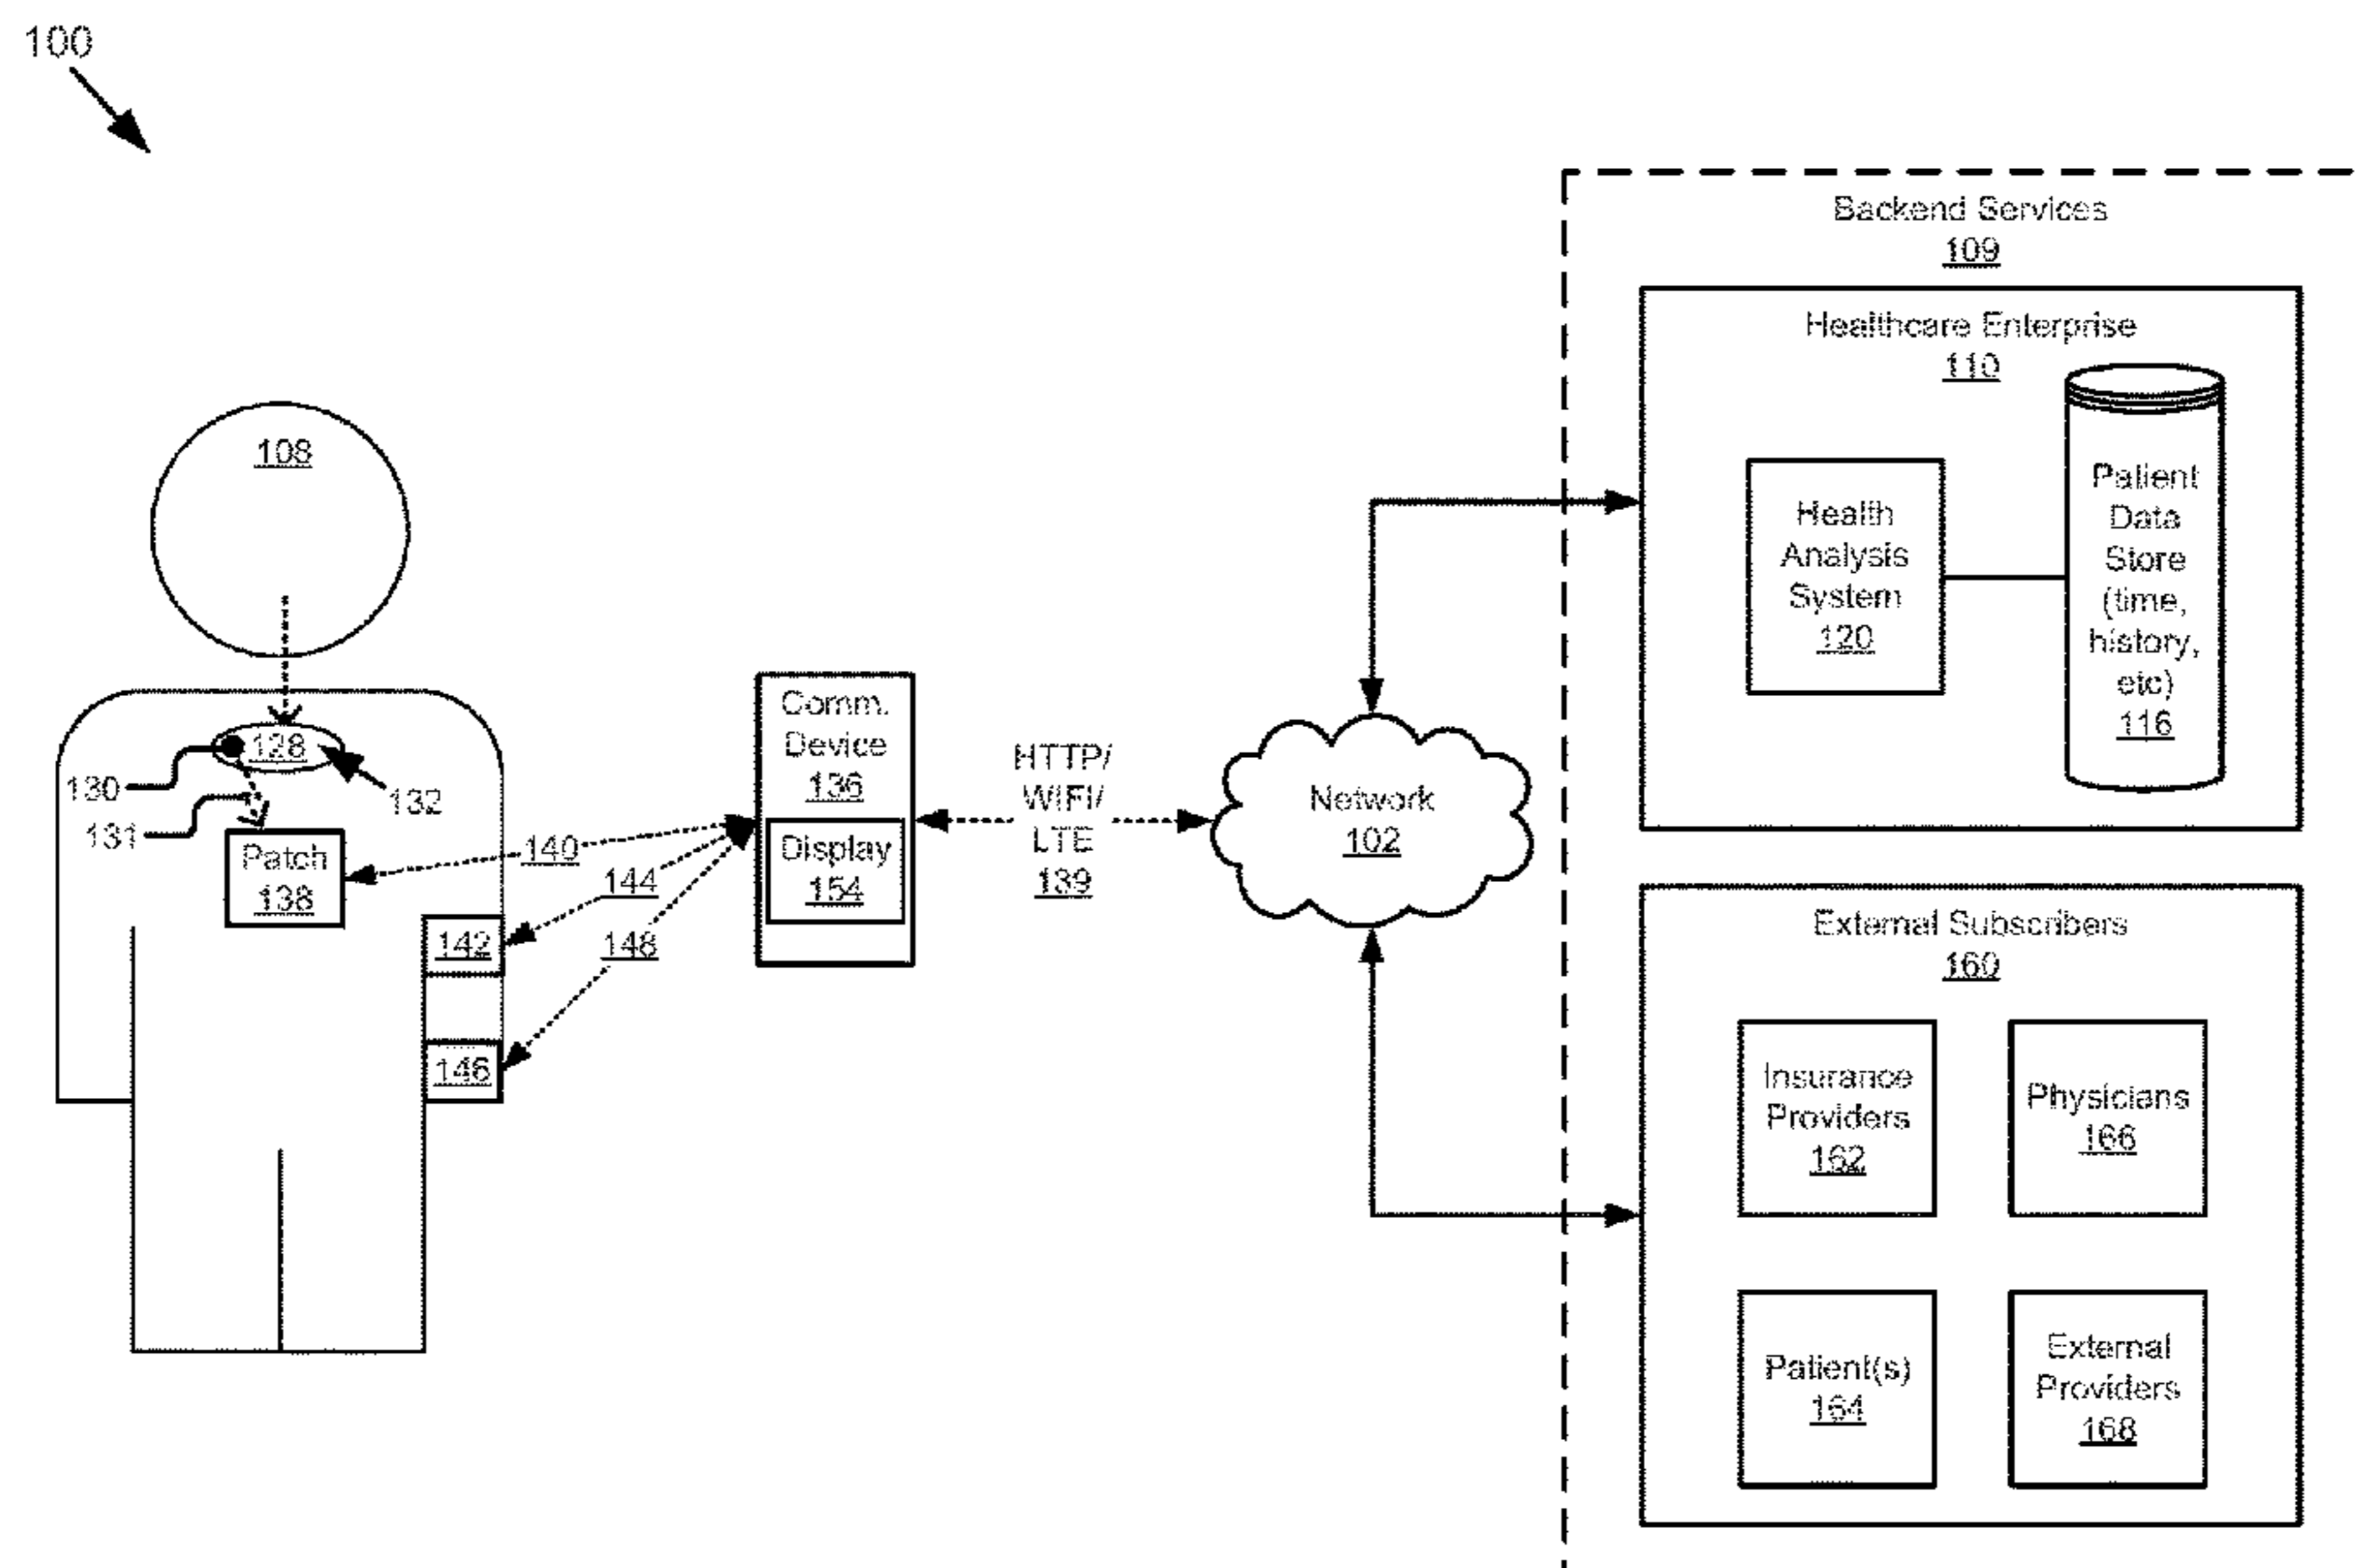 100
108
128
130
132
131
Patch
138
140
144
142
148
146
Comm.
Device
136
Display
154
HTTP/
WIFI/
LTE
139
Network
102
Backend Services
109
Healthcare Enterprise
110
Health
Analysis
System
120
Patient
Data
Store
(time,
history,
etc)
116
External Subscribers
160
Insurance
Providers
162
Physicians
166
Patient(s)
164
External
Providers
168